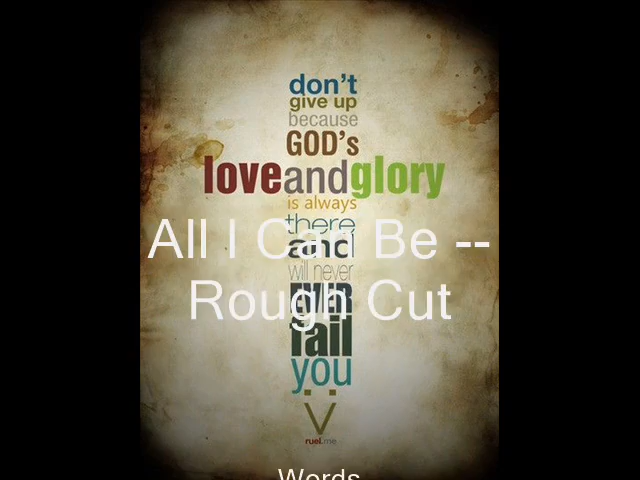 don't
give up
because
GOD's
loveandglory
is always
there
All I Can Be --
and
will never
Rough Cut
EVER
fail
you
ruel.me
Words